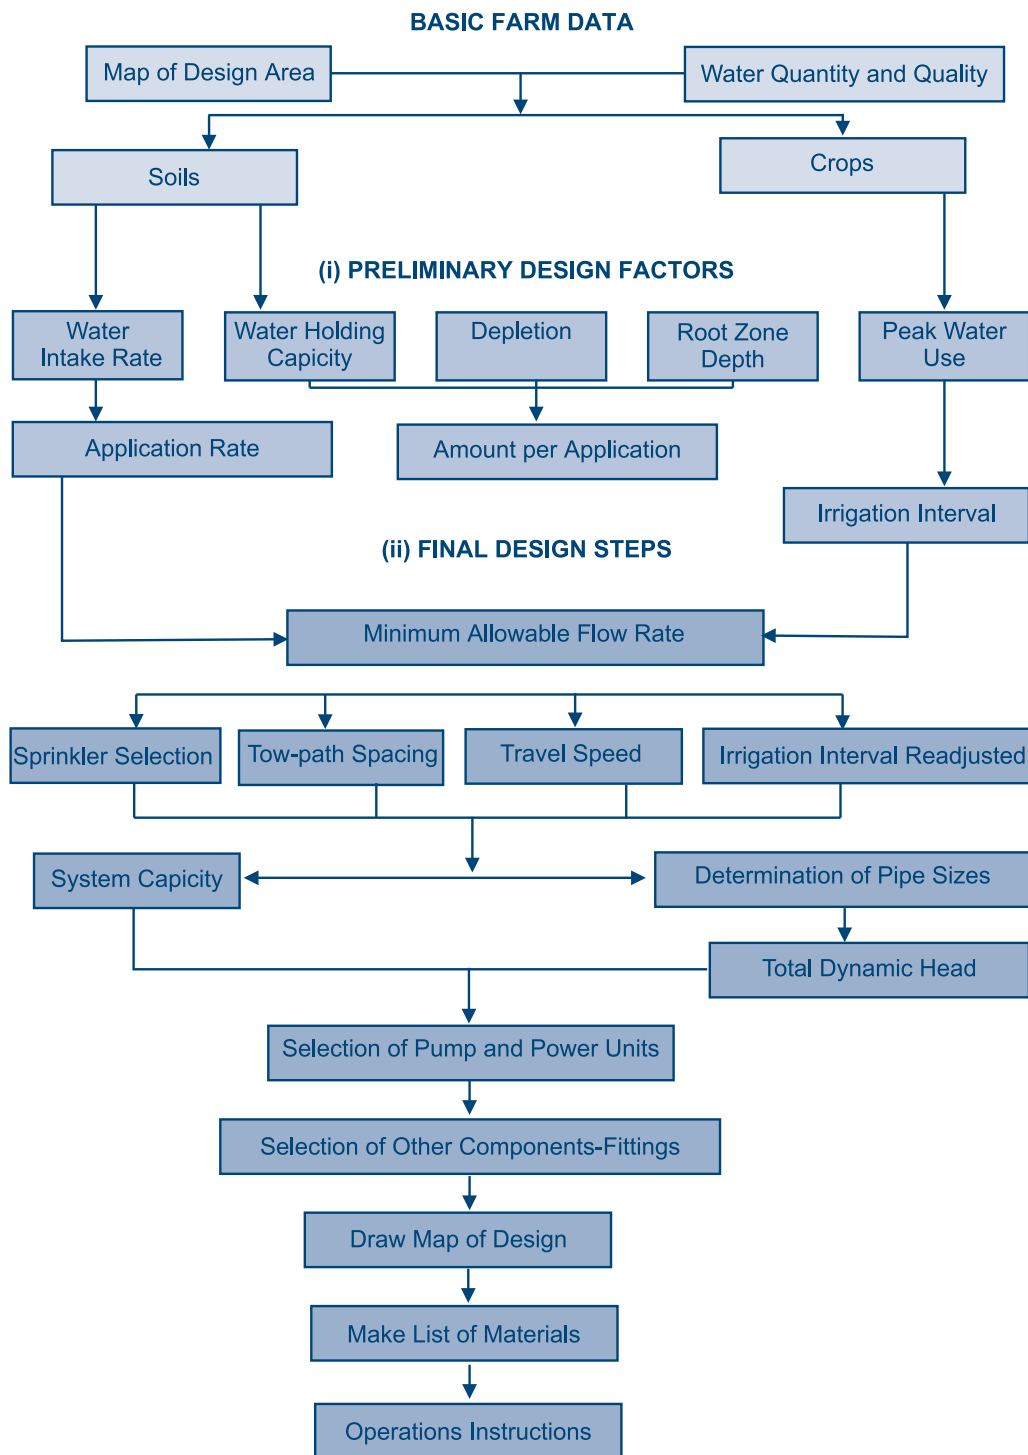 BASIC FARM DATA
Map of Design Area
Water Quantity and Quality
Soils
Crops
(i) PRELIMINARY DESIGN FACTORS
Water
Intake Rate
Water Holding
Capicity
Depletion
Root Zone
Depth
Peak Water
Use
Application Rate
Amount per Application
Irrigation Interval
(ii) FINAL DESIGN STEPS
Minimum Allowable Flow Rate
Sprinkler Selection
Tow-path Spacing
Travel Speed
Irrigation Interval Readjusted
System Capicity
Determination of Pipe Sizes
Total Dynamic Head
Selection of Pump and Power Units
Selection of Other Components-Fittings
Draw Map of Design
Make List of Materials
Operations Instructions